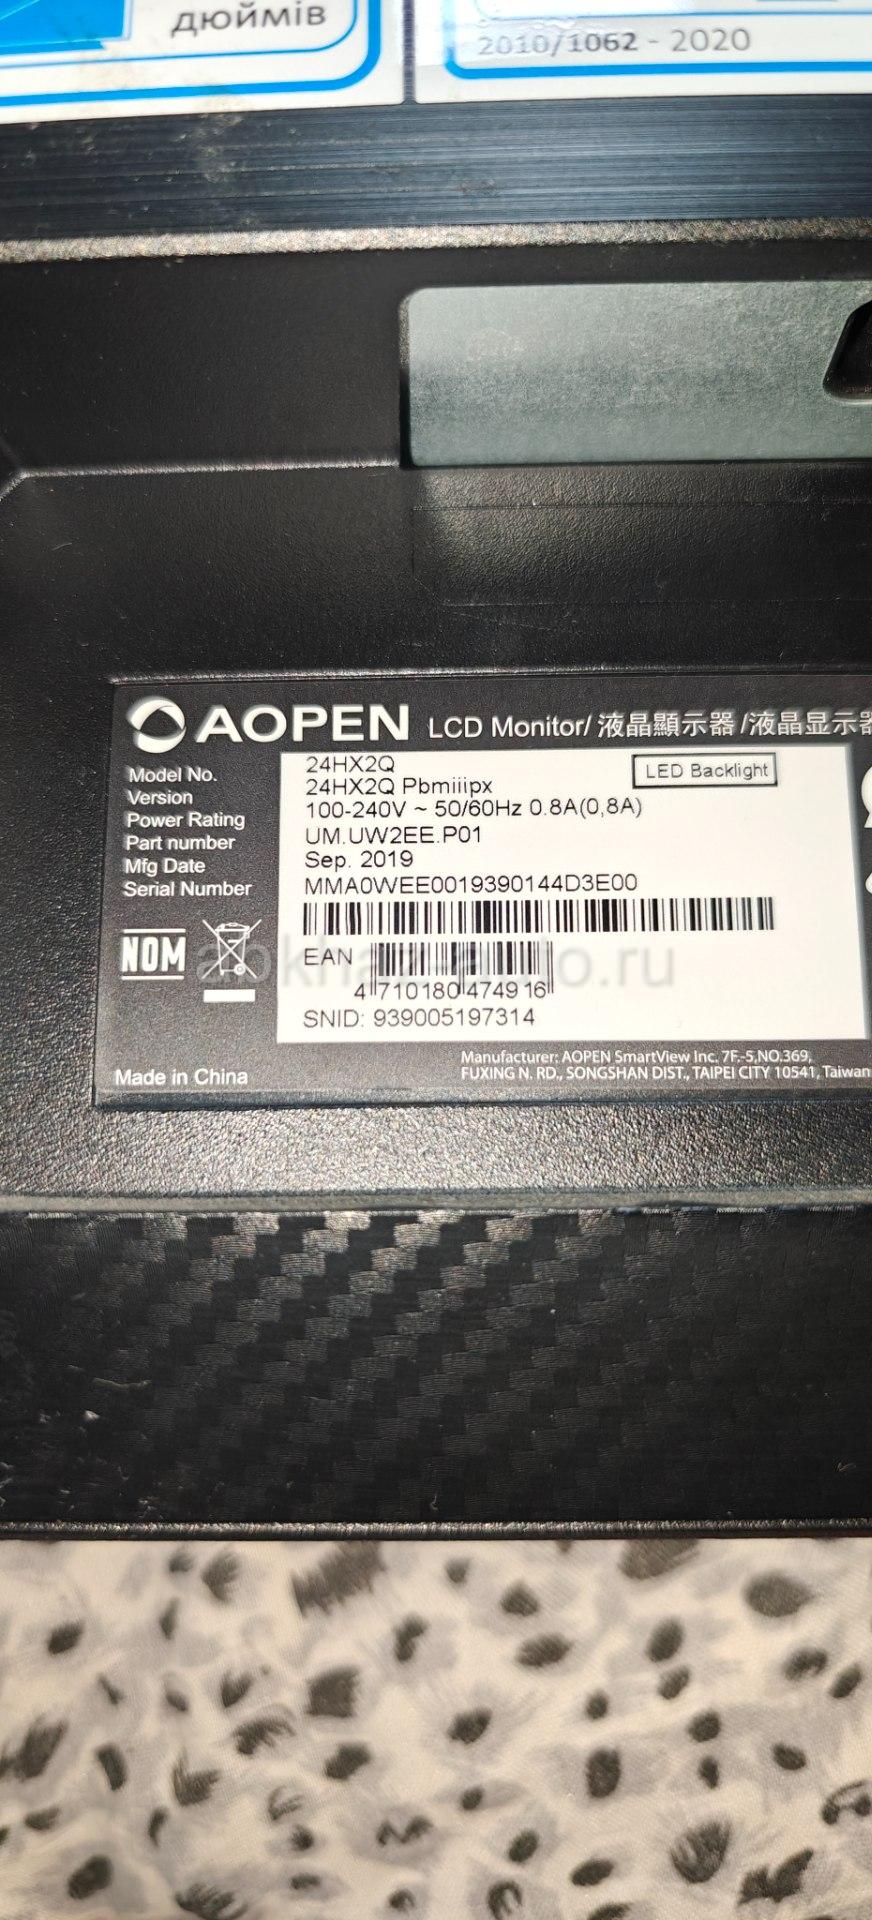 дюймів
2010/1062 - 2020
AOPEN LCD Monitor/ 液晶顯示器 /液晶显示器
Model No. 24HX2Q
LED Backlight
Version 24HX2Q Pbmiiipx
Power Rating 100-240V ~ 50/60Hz 0.8A(0,8A)
Part number UM.UW2EE.P01
Mfg Date Sep. 2019
Serial Number MMA0WEE0019390144D3E00
NOM
EAN
4 710180 474916
SNID: 939005197314
Manufacturer: AOPEN SmartView Inc. 7F.-5,NO.369,
FUXING N. RD., SONGSHAN DIST., TAIPEI CITY 10541, Taiwan
Made in China
abkhaz-auto.ru